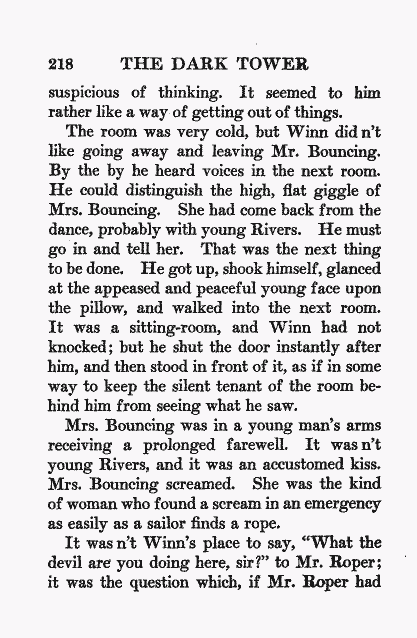 218 THE DARK TOWER
suspicious of thinking. It seemed to him
rather like a way of getting out of things.
The room was very cold, but Winn didn't
like going away and leaving Mr. Bouncing.
By the by he heard voices in the next room.
He could distinguish the high, flat giggle of
Mrs. Bouncing. She had come back from the
dance, probably with young Rivers. He must
go in and tell her. That was the next thing
to be done. He got up, shook himself, glanced
at the appeased and peaceful young face upon
the pillow, and walked into the next room.
It was a sitting-room, and Winn had not
knocked; but he shut the door instantly after
him, and then stood in front of it, as if in some
way to keep the silent tenant of the room be-
hind him from seeing what he saw.
Mrs. Bouncing was in a young man's arms
receiving a prolonged farewell. It wasn't
young Rivers, and it was an accustomed kiss.
Mrs. Bouncing screamed. She was the kind
of woman who found a scream in an emergency
as easily as a sailor finds a rope.
It wasn't Winn's place to say, "What the
devil are you doing here, sir?" to Mr. Roper;
it was the question which, if Mr. Roper had